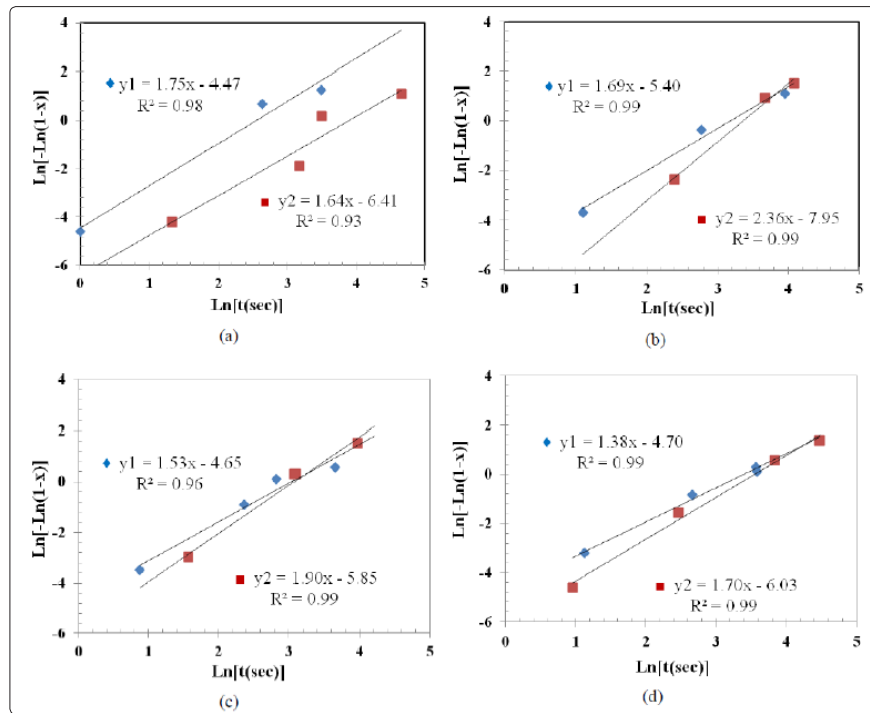 4
2
0
-2
-4
-6
Ln[-Ln(1-x)]
y1 = 1.75x - 4.47
R² = 0.98
y2 = 1.64x - 6.41
R² = 0.93
0 1 2 3 4 5
Ln[t(sec)]
(a)
4
2
0
-2
-4
-6
Ln[-Ln(1-x)]
y1 = 1.69x - 5.40
R² = 0.99
y2 = 2.36x - 7.95
R² = 0.99
0 1 2 3 4 5
Ln[t(sec)]
(b)
4
2
0
-2
-4
-6
Ln[-Ln(1-x)]
y1 = 1.53x - 4.65
R² = 0.96
y2 = 1.90x - 5.85
R² = 0.99
0 1 2 3 4 5
Ln[t(sec)]
(c)
4
2
0
-2
-4
-6
Ln[-Ln(1-x)]
y1 = 1.38x - 4.70
R² = 0.99
y2 = 1.70x - 6.03
R² = 0.99
0 1 2 3 4 5
Ln[t(sec)]
(d)